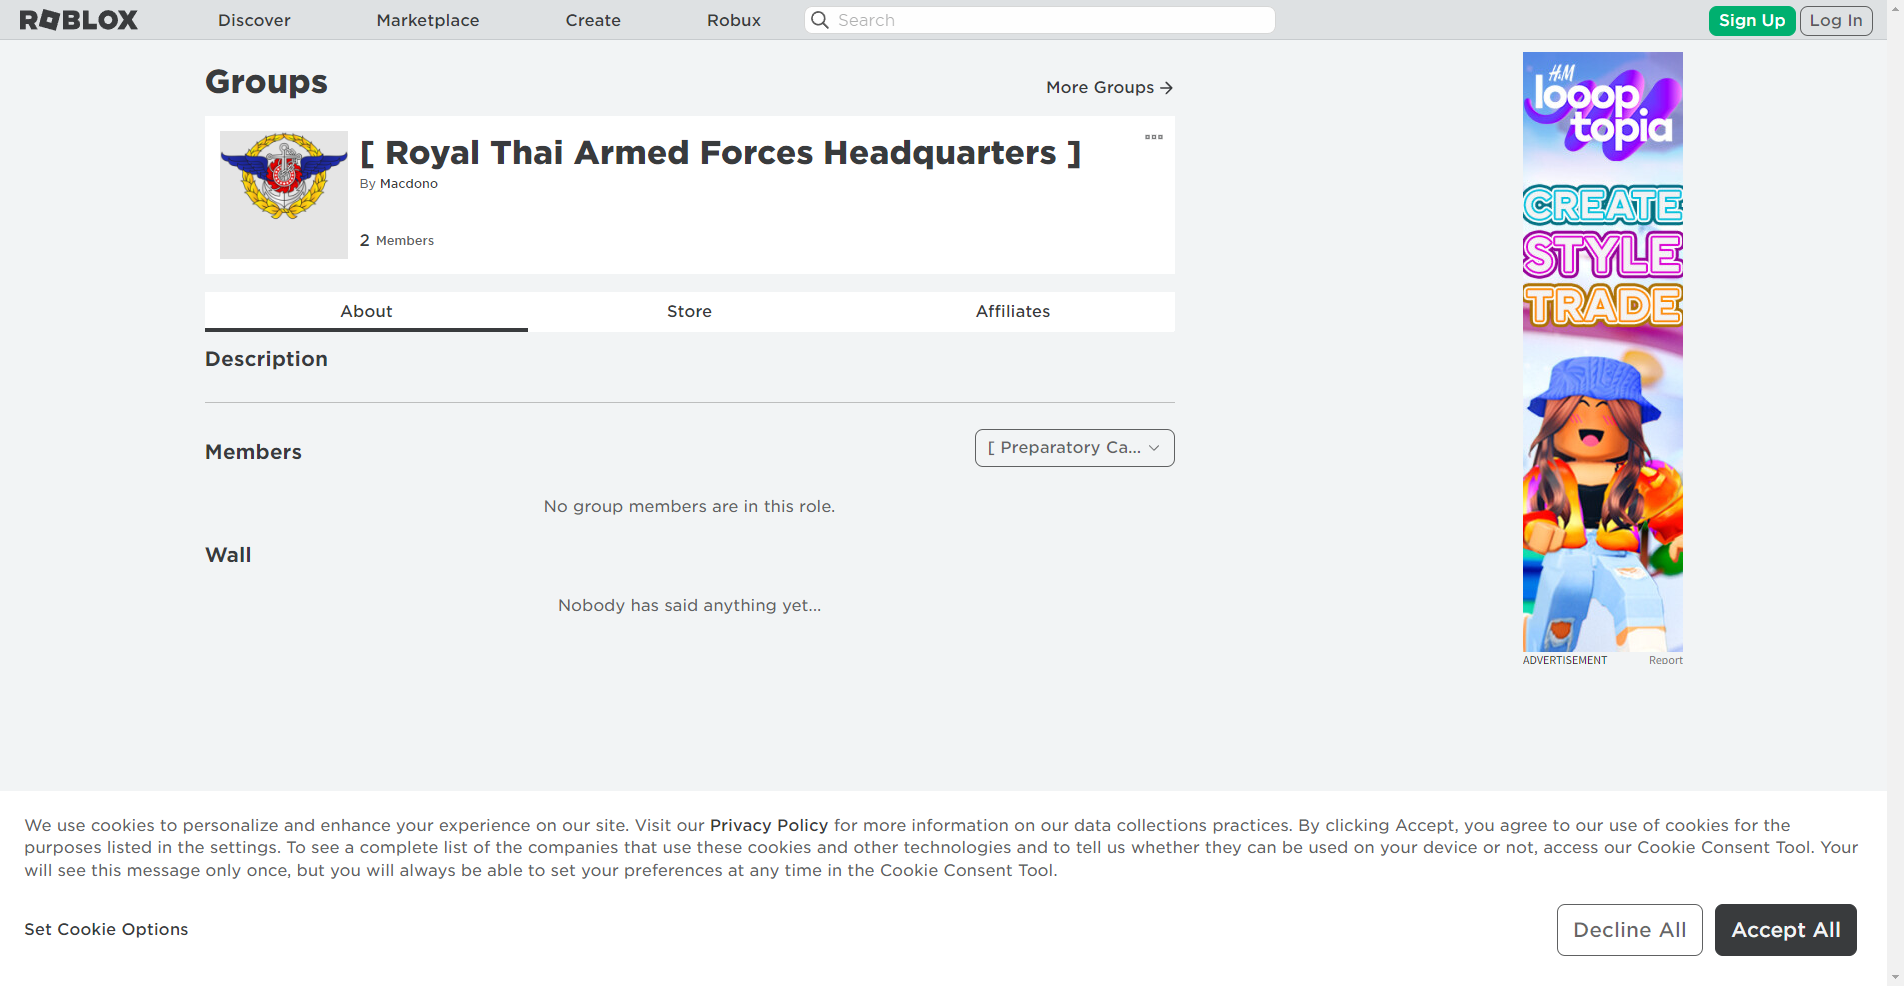 ROBLOX Discover Marketplace Create Robux Search Sign Up Log In
Groups
More Groups →
[ Royal Thai Armed Forces Headquarters ]
By Macdono
2 Members
About Store Affiliates
Description
Members
[ Preparatory Ca...
No group members are in this role.
Wall
Nobody has said anything yet...
H&M
looop
topia
CREATE
STYLE
TRADE
ADVERTISEMENT Report
We use cookies to personalize and enhance your experience on our site. Visit our Privacy Policy for more information on our data collections practices. By clicking Accept, you agree to our use of cookies for the
purposes listed in the settings. To see a complete list of the companies that use these cookies and other technologies and to tell us whether they can be used on your device or not, access our Cookie Consent Tool. Your
will see this message only once, but you will always be able to set your preferences at any time in the Cookie Consent Tool.
Set Cookie Options
Decline All
Accept All